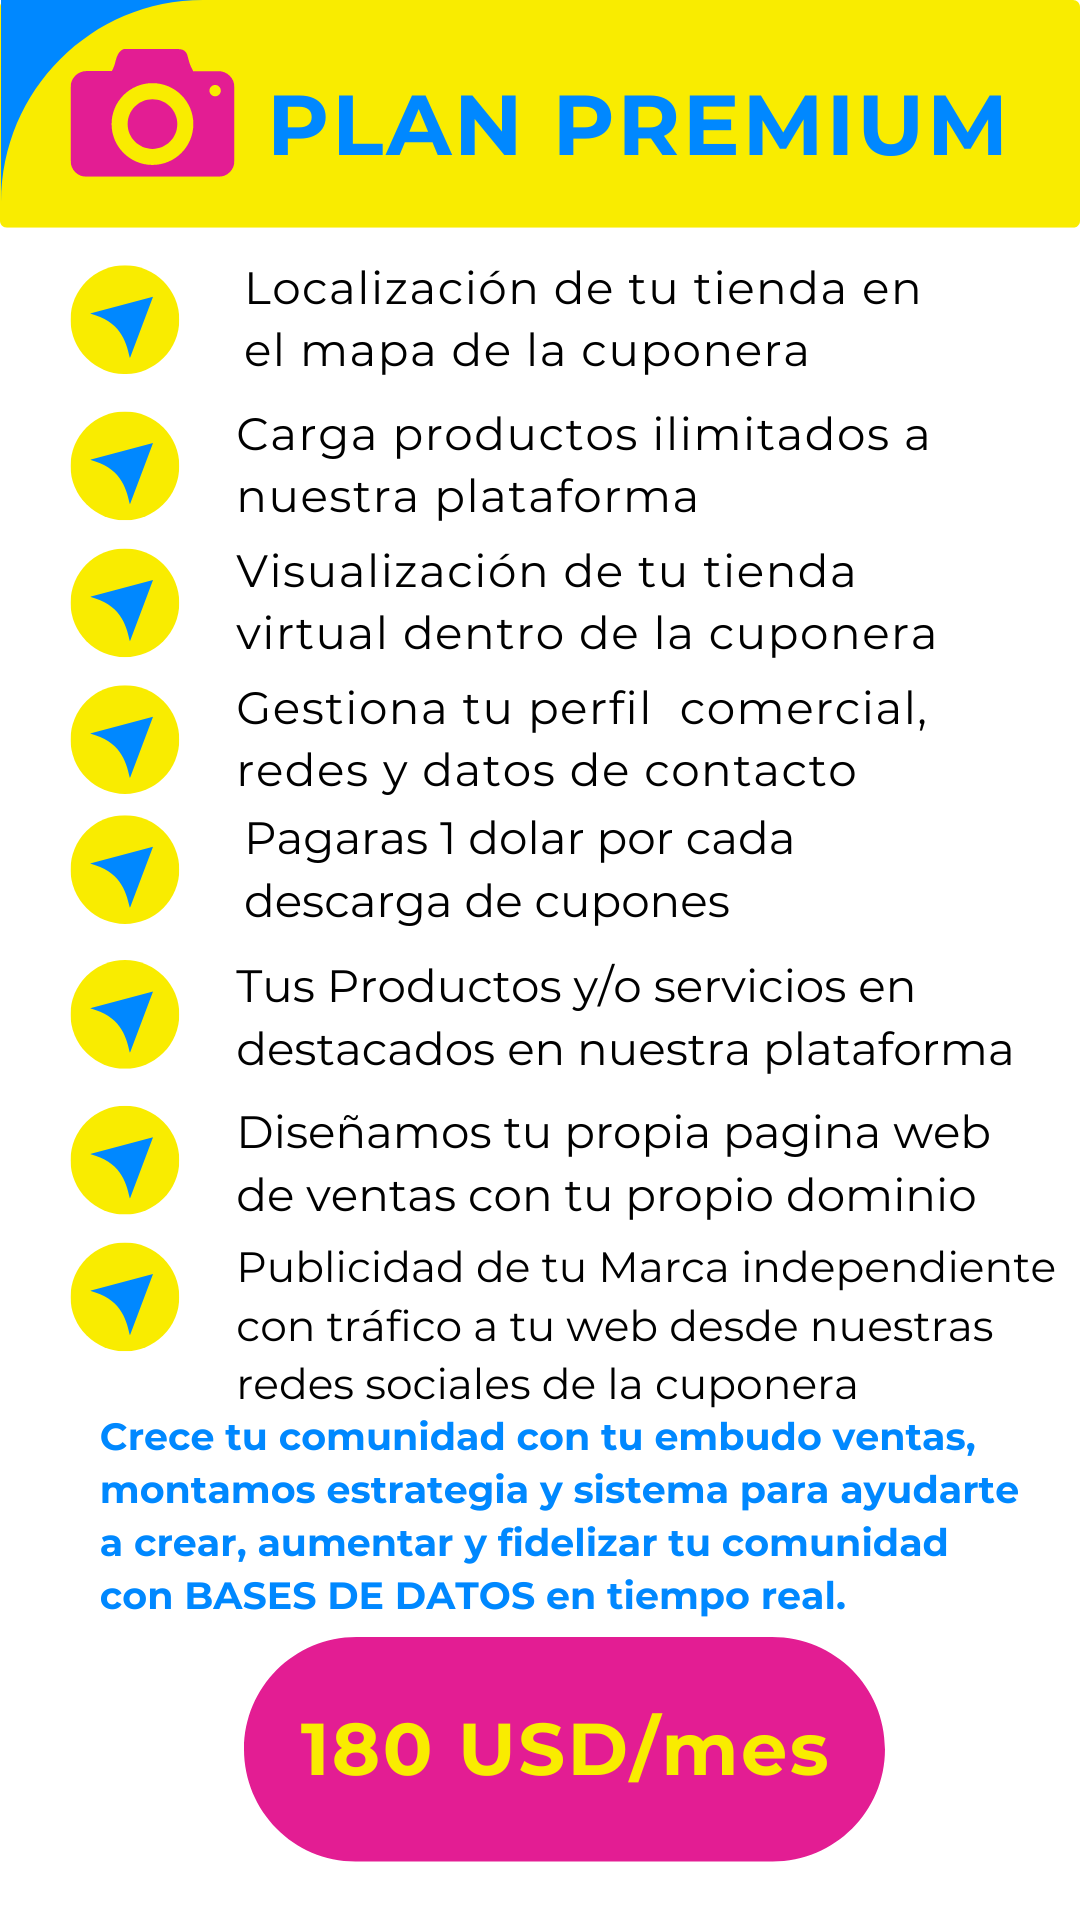 PLAN PREMIUM
Localización de tu tienda en
el mapa de la cuponera
Carga productos ilimitados a
nuestra plataforma
Visualización de tu tienda
virtual dentro de la cuponera
Gestiona tu perfil  comercial,
redes y datos de contacto
Pagaras 1 dolar por cada
descarga de cupones
Tus Productos y/o servicios en
destacados en nuestra plataforma
Diseñamos tu propia pagina web
de ventas con tu propio dominio
Publicidad de tu Marca independiente
con tráfico a tu web desde nuestras
redes sociales de la cuponera
Crece tu comunidad con tu embudo ventas,
montamos estrategia y sistema para ayudarte
a crear, aumentar y fidelizar tu comunidad
con BASES DE DATOS en tiempo real.
180 USD/mes